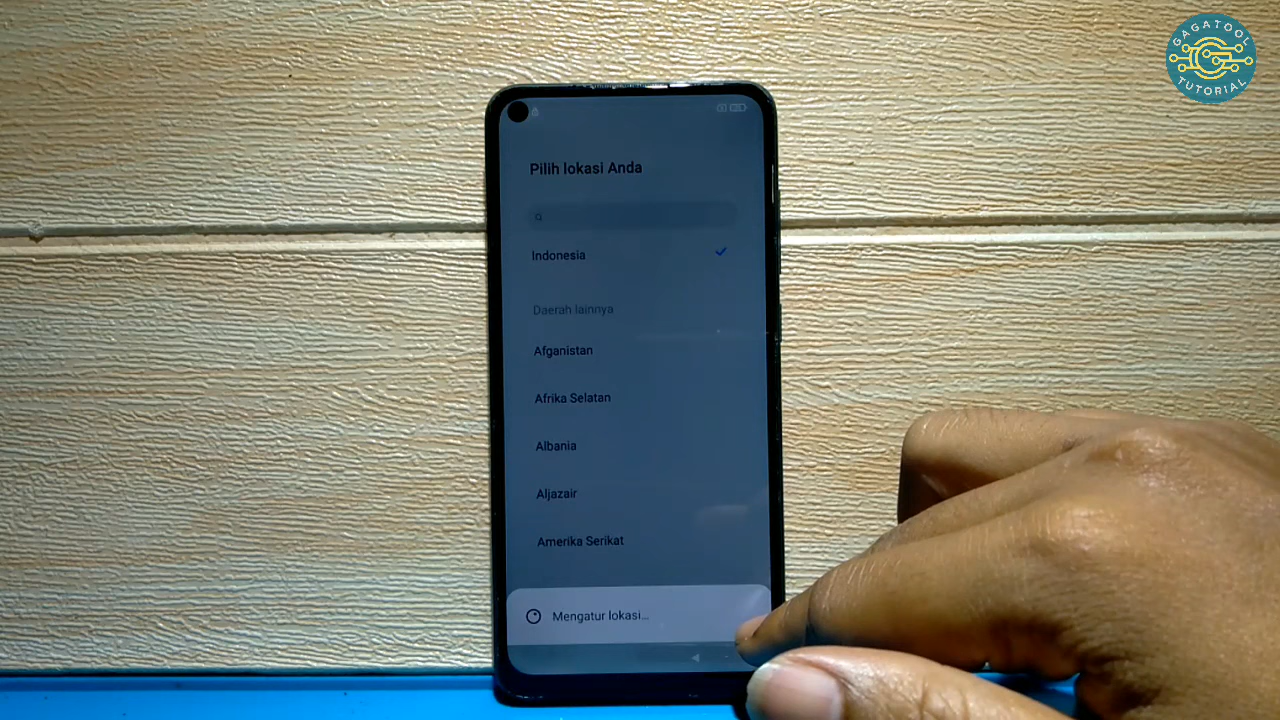 GAGATOOL
TUTORIAL
Pilih lokasi Anda
Indonesia
Daerah lainnya
Afganistan
Afrika Selatan
Albania
Aljazair
Amerika Serikat
Mengatur lokasi...